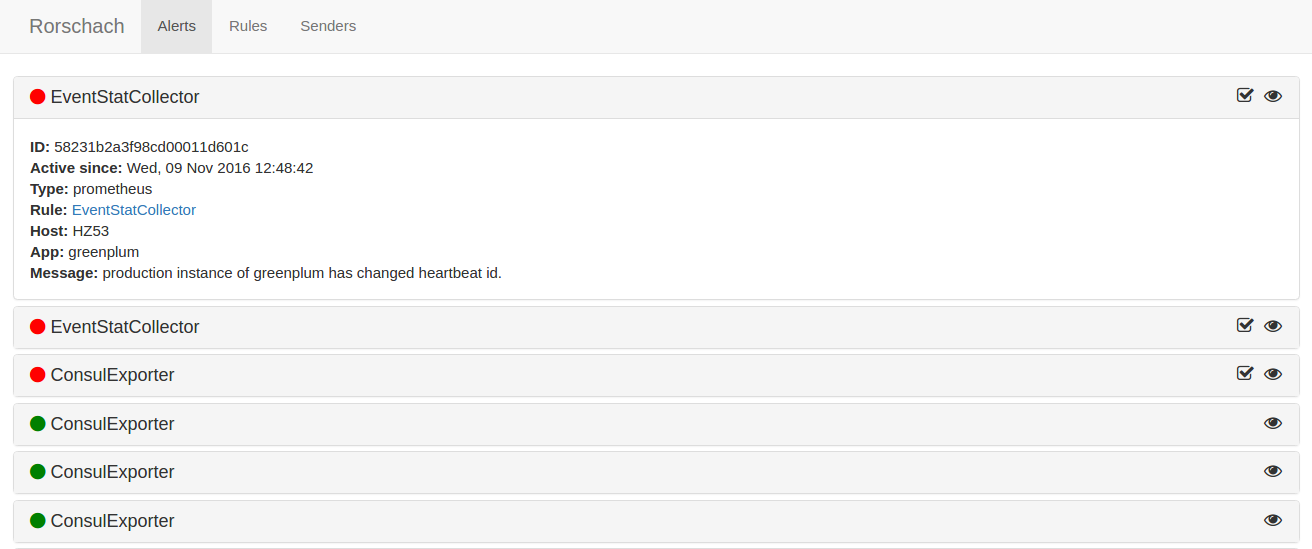 Rorschach Alerts Rules Senders
EventStatCollector
ID: 58231b2a3f98cd00011d601c
Active since: Wed, 09 Nov 2016 12:48:42
Type: prometheus
Rule: EventStatCollector
Host: HZ53
App: greenplum
Message: production instance of greenplum has changed heartbeat id.
EventStatCollector
ConsulExporter
ConsulExporter
ConsulExporter
ConsulExporter